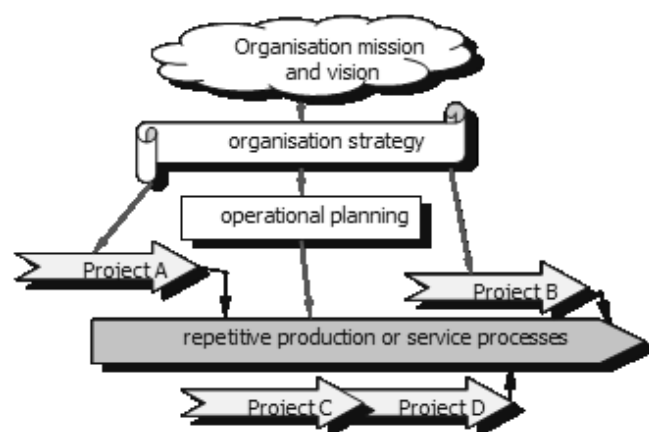 Organisation mission
and vision
organisation strategy
operational planning
Project A
Project B
repetitive production or service processes
Project C
Project D